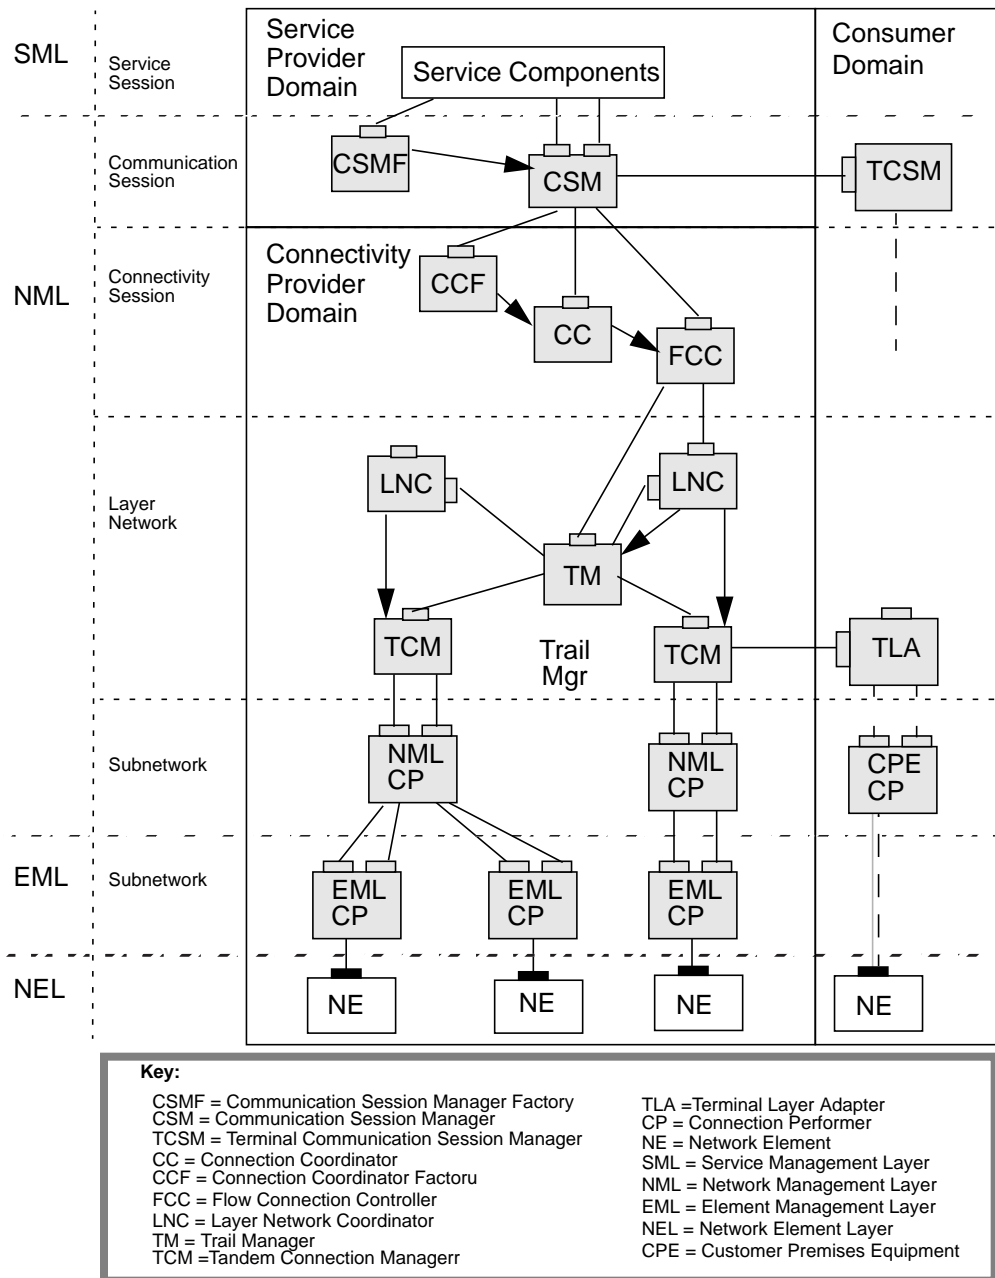 SML
Service
Session
Service
Provider
Domain
Service Components
Consumer
Domain
Communication
Session
CSMF
CSM
TCSM
NML
Connectivity
Session
Connectivity
Provider
Domain
CCF
CC
FCC
Layer
Network
LNC
LNC
TM
TCM
Trail
Mgr
TCM
TLA
Subnetwork
NML
CP
NML
CP
CPE
CP
EML
Subnetwork
EML
CP
EML
CP
EML
CP
NEL
NE
NE
NE
NE
Key:
CSMF = Communication Session Manager Factory
CSM = Communication Session Manager
TCSM = Terminal Communication Session Manager
CC = Connection Coordinator
CCF = Connection Coordinator Factoru
FCC = Flow Connection Controller
LNC = Layer Network Coordinator
TM = Trail Manager
TCM =Tandem Connection Managerr
TLA =Terminal Layer Adapter
CP = Connection Performer
NE = Network Element
SML = Service Management Layer
NML = Network Management Layer
EML = Element Management Layer
NEL = Network Element Layer
CPE = Customer Premises Equipment